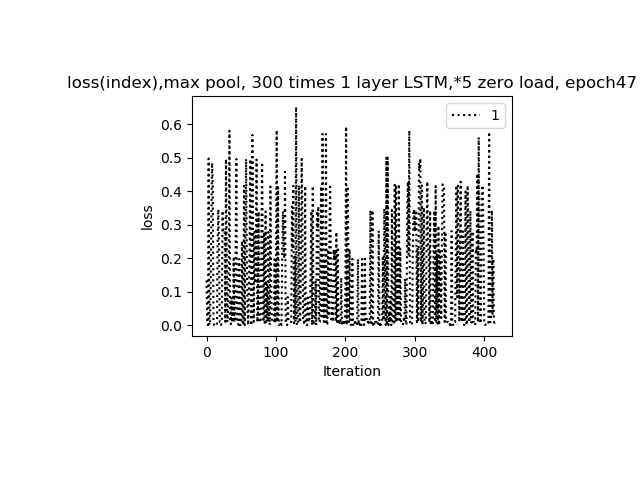 loss(index),max pool, 300 times 1 layer LSTM,*5 zero load, epoch47
1
0.6
0.5
0.4
0.3
0.2
0.1
0.0
loss
0 100 200 300 400
Iteration